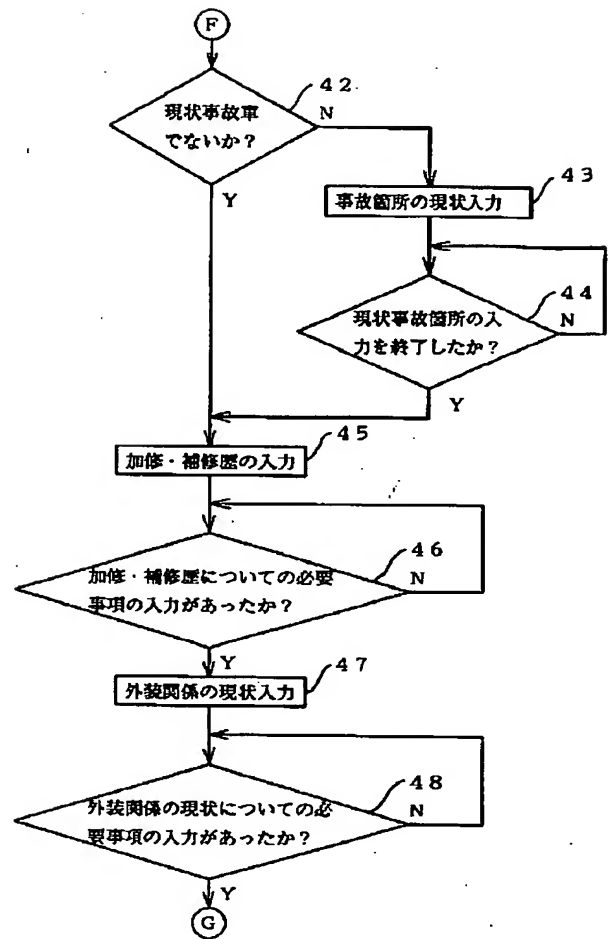 F
42
現状事故車
でないか？
N
Y
43
事故箇所の現状入力
44
現状事故箇所の入
力を終了したか？
N
Y
45
加修・補修歴の入力
46
加修・補修歴についての必要
事項の入力があったか？
N
Y
47
外装関係の現状入力
48
外装関係の現状についての必
要事項の入力があったか？
N
Y
G